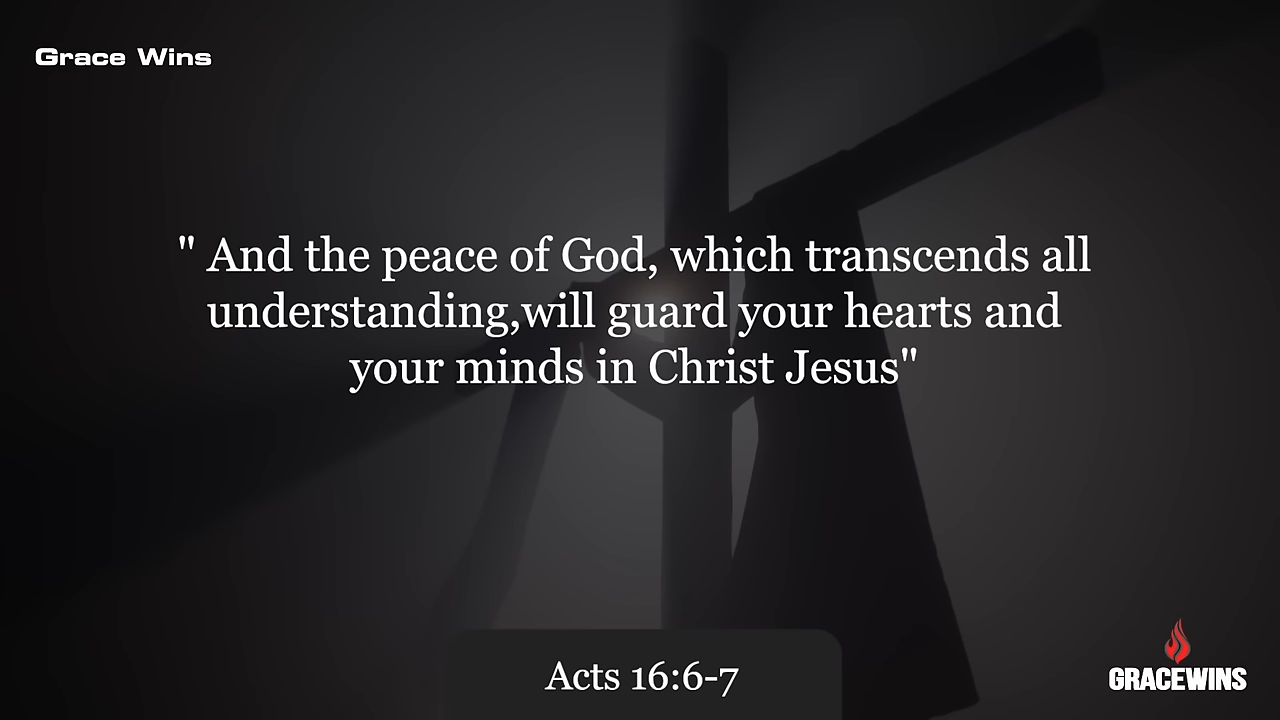 Grace Wins
" And the peace of God, which transcends all
understanding,will guard your hearts and
your minds in Christ Jesus"
Acts 16:6-7
GRACEWINS